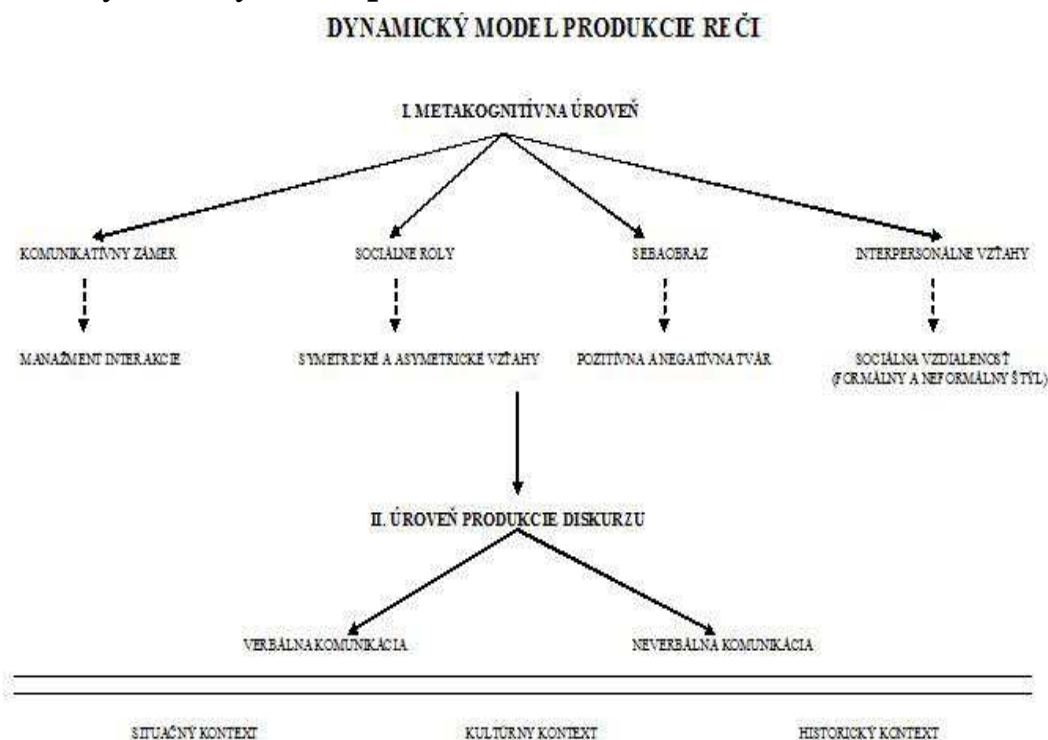 DYNAMICKÝ MODEL PRODUKCIE REČI
I. METAKOGNITÍVNA ÚROVEŇ
KOMUNIKATÍVNY ZÁMER
SOCIÁLNE ROLY
SEBAOBRAZ
INTERPERSONÁLNE VZŤAHY
MANAŽMENT INTERAKCIE
SYMETRICKÉ A ASYMETRICKÉ VZŤAHY
POZITÍVNA A NEGATÍVNA TVÁR
SOCIÁLNA VZDIALENOSŤ
(FORMÁLNY A NEFORMÁLNY ŠTÝL)
II. ÚROVEŇ PRODUKCIE DISKURZU
VERBÁLNA KOMUNIKÁCIA
NEVERBÁLNA KOMUNIKÁCIA
SITUAČNÝ KONTEXT
KULTÚRNY KONTEXT
HISTORICKÝ KONTEXT